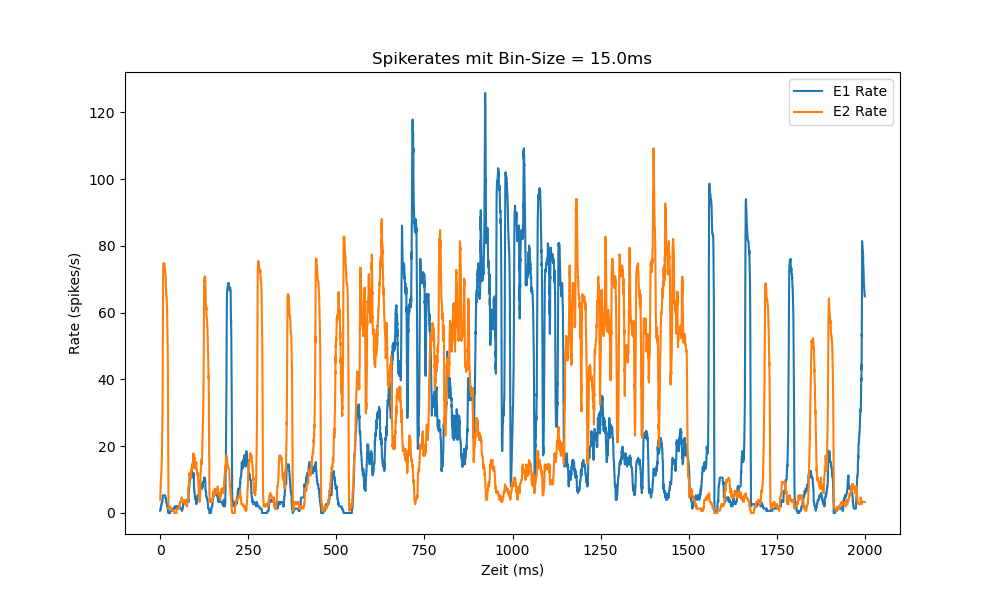 Spikerates mit Bin-Size = 15.0ms
E1 Rate
E2 Rate
120
100
80
60
40
20
0
Rate (spikes/s)
0 250 500 750 1000 1250 1500 1750 2000
Zeit (ms)